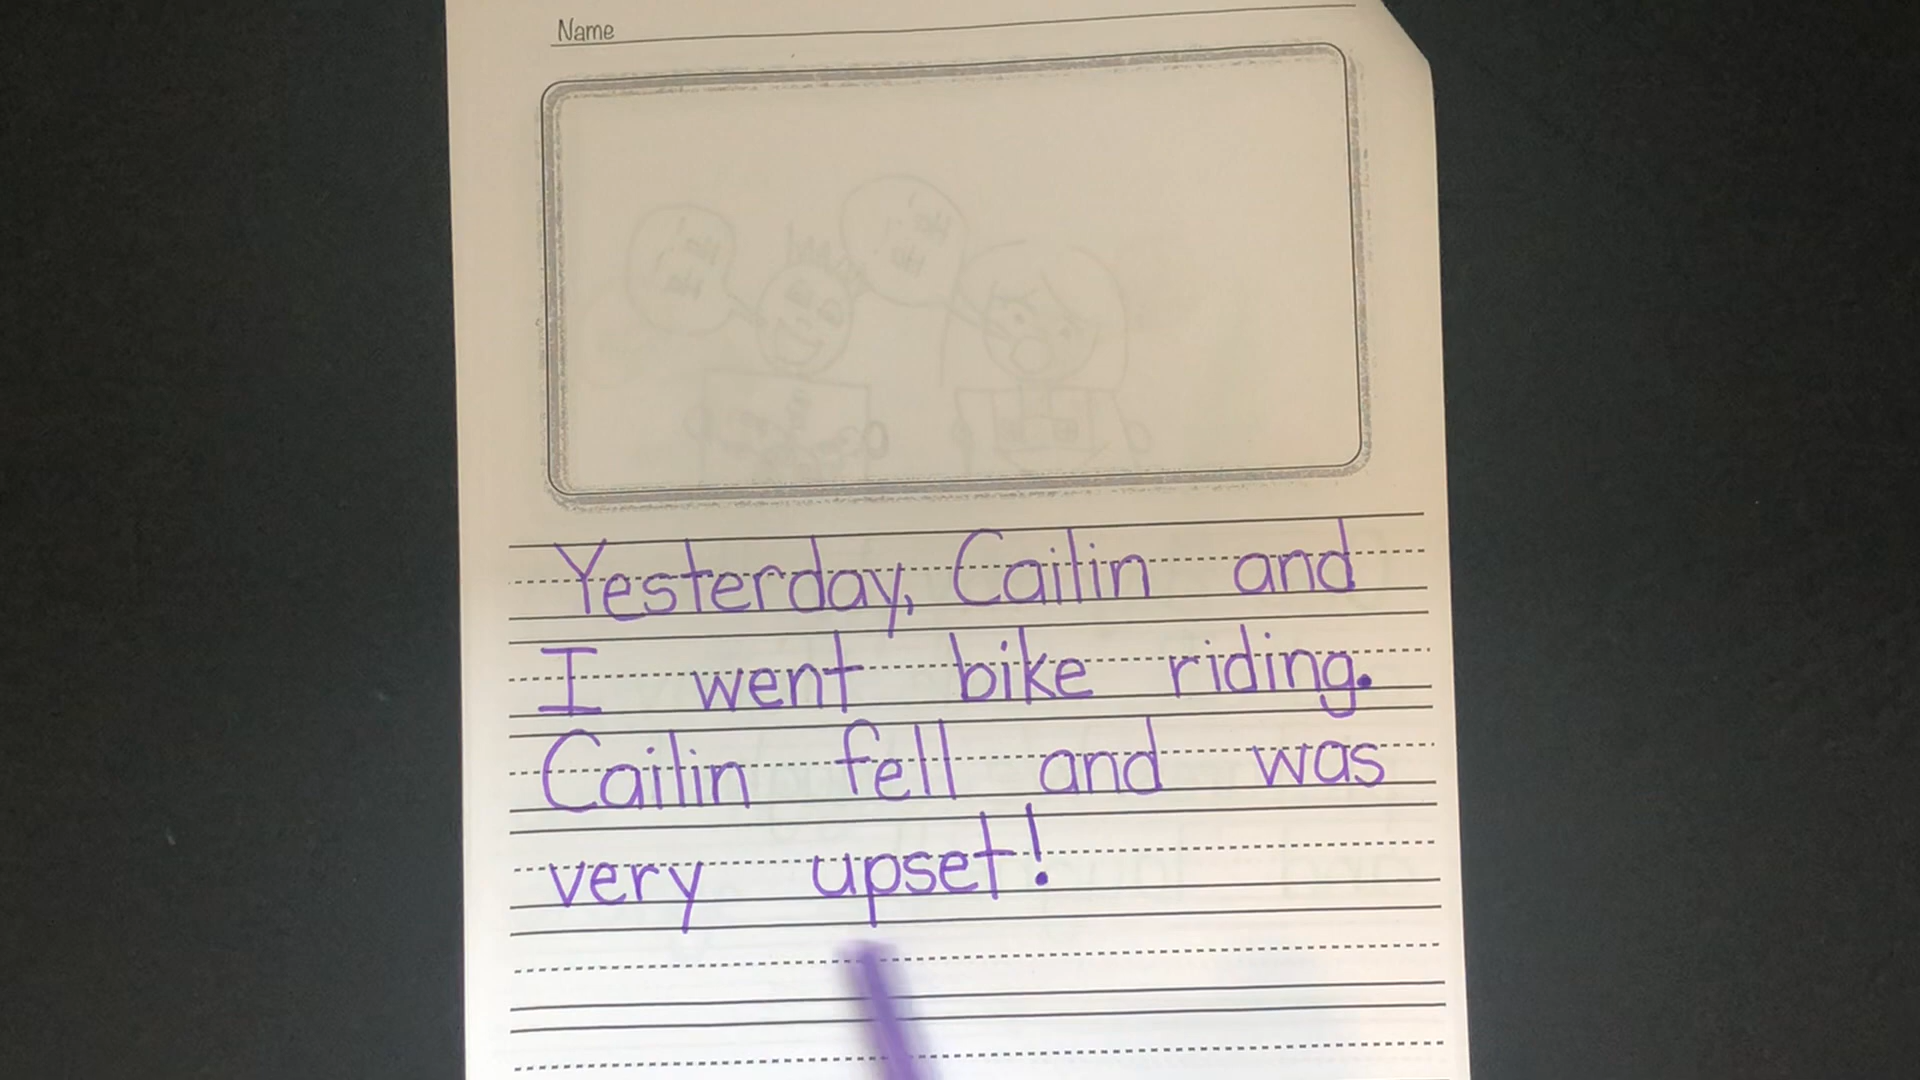 Name
Yesterday, Cailin and
I went bike riding.
Cailin fell and was
very upset!